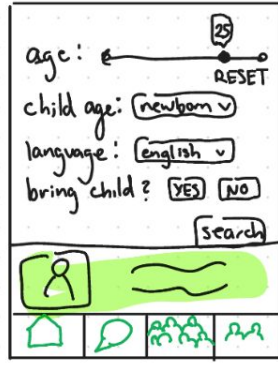 25
age:
RESET
child age: newborn v
language: english v
bring child? YES NO
search